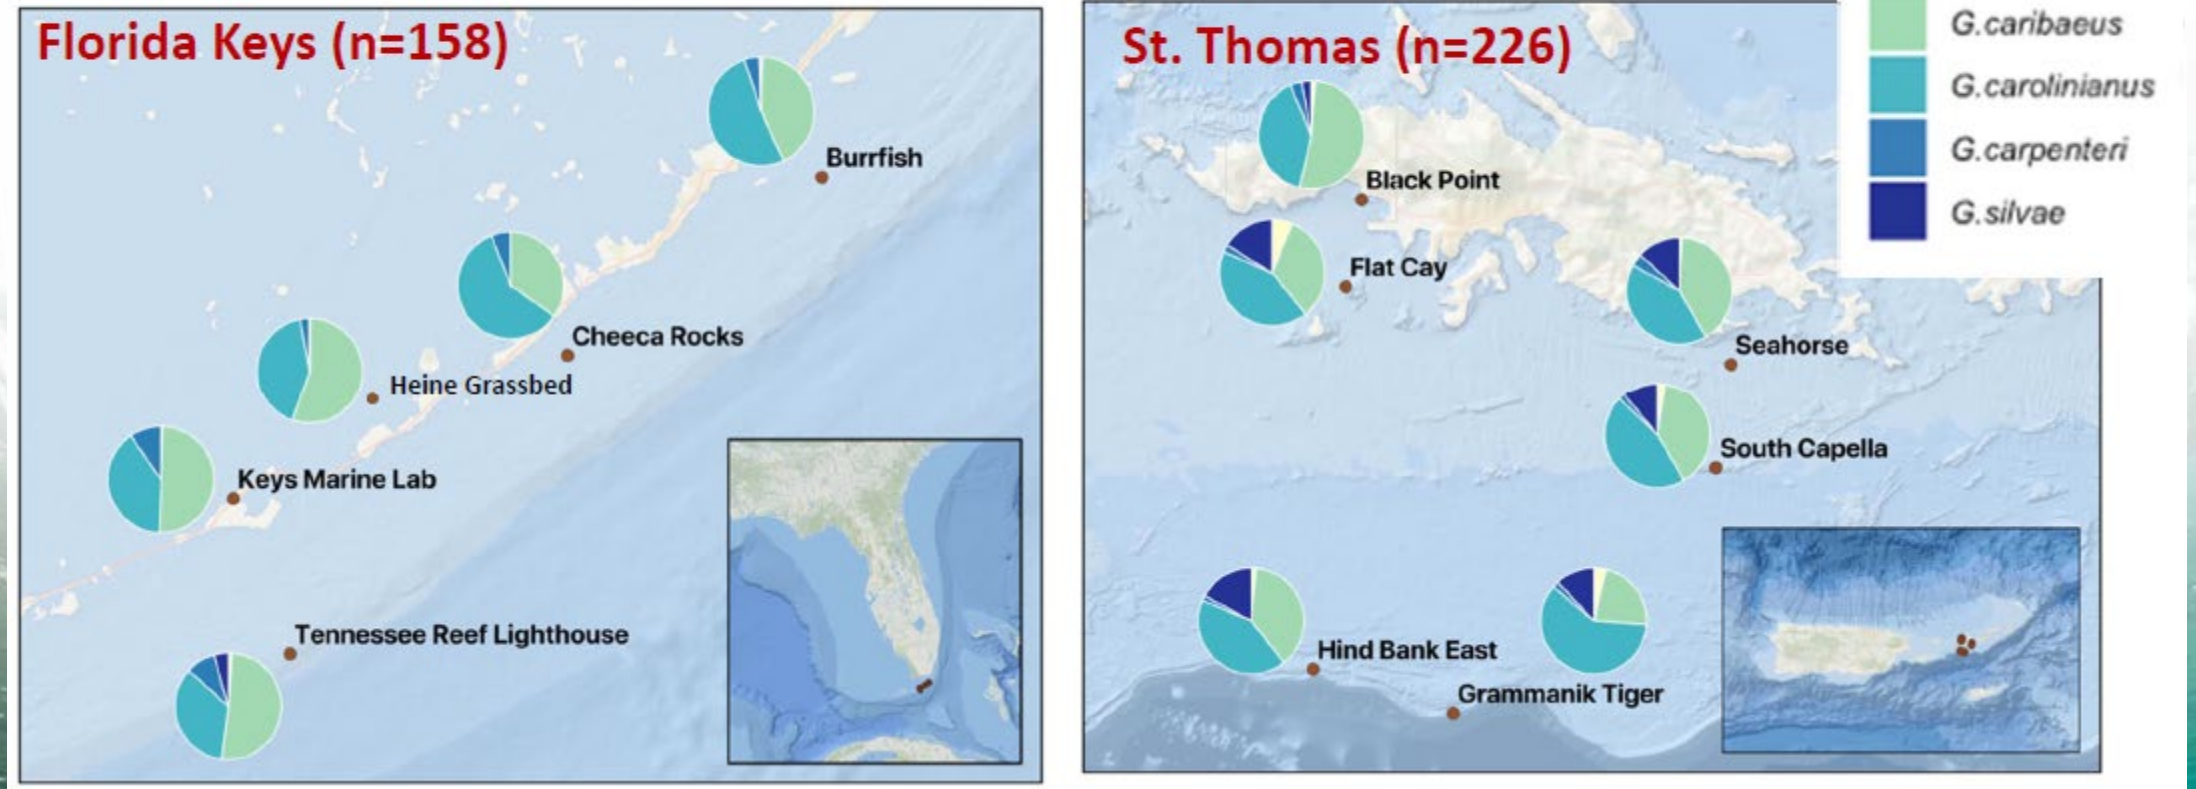 Florida Keys (n=158)
Burrfish
Cheeca Rocks
Heine Grassbed
Keys Marine Lab
Tennessee Reef Lighthouse
St. Thomas (n=226)
Black Point
Flat Cay
Seahorse
South Capella
Hind Bank East
Grammanik Tiger
G.caribaeus
G.carolinianus
G.carpenteri
G.silvae